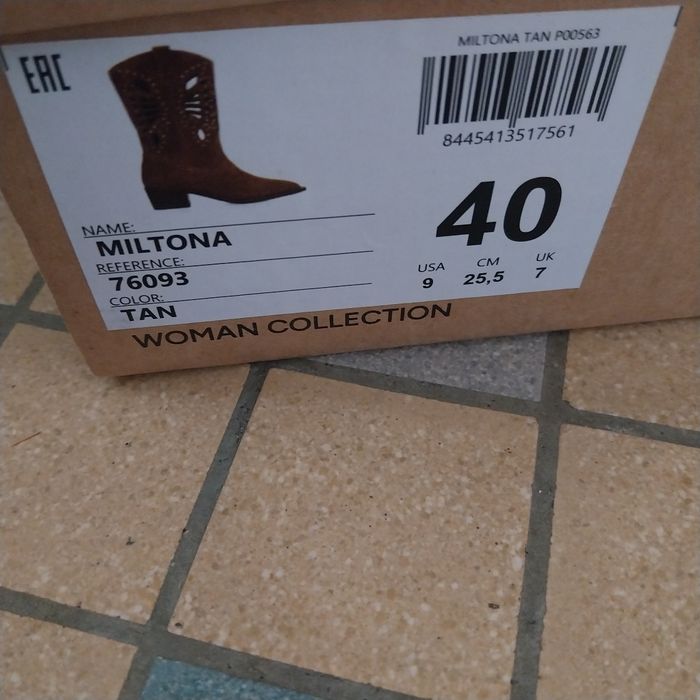 EAC
MILTONA TAN P00563
8445413517561
NAME:
MILTONA
REFERENCE:
76093
COLOR:
TAN
40
USA CM UK
9 25,5 7
WOMAN COLLECTION